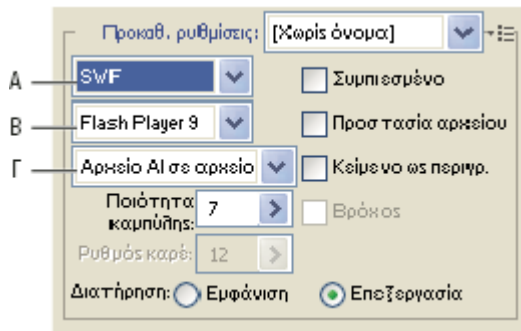 Προκαθ. ρυθμίσεις: [Χωρίς όνομα]
Α SWF Συμπιεσμένο
Β Flash Player 9 Προστασία αρχείου
Γ Αρχείο AI σε αρχείο Κείμενο ως περιγρ.
Ποιότητα καμπύλης: 7 Βρόχος
Ρυθμός καρέ: 12
Διατήρηση: Εμφάνιση Επεξεργασία